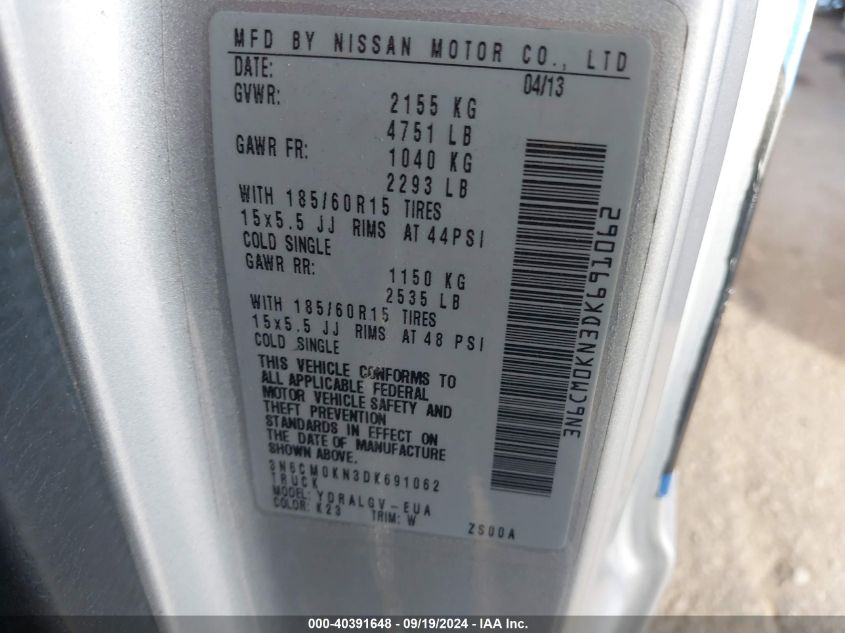 MFD BY NISSAN MOTOR CO., LTD
DATE: 04/13
GVWR: 2155 KG
4751 LB
GAWR FR: 1040 KG
2293 LB
WITH 185/60R15 TIRES
15x5.5 JJ RIMS AT 44PSI
COLD SINGLE
GAWR RR: 1150 KG
2535 LB
WITH 185/60R15 TIRES
15x5.5 JJ RIMS AT 48 PSI
COLD SINGLE
THIS VEHICLE CONFORMS TO
ALL APPLICABLE FEDERAL
MOTOR VEHICLE SAFETY AND
THEFT PREVENTION
STANDARDS IN EFFECT ON
THE DATE OF MANUFACTURE
SHOWN ABOVE.
3N6CM0KN3DK691062
TRUCK
MODEL: YDRALGV-EUA
COLOR: K23 TRIM: W
ZS00A
3N6CM0KN3DK691062
000-40391648 - 09/19/2024 - IAA Inc.